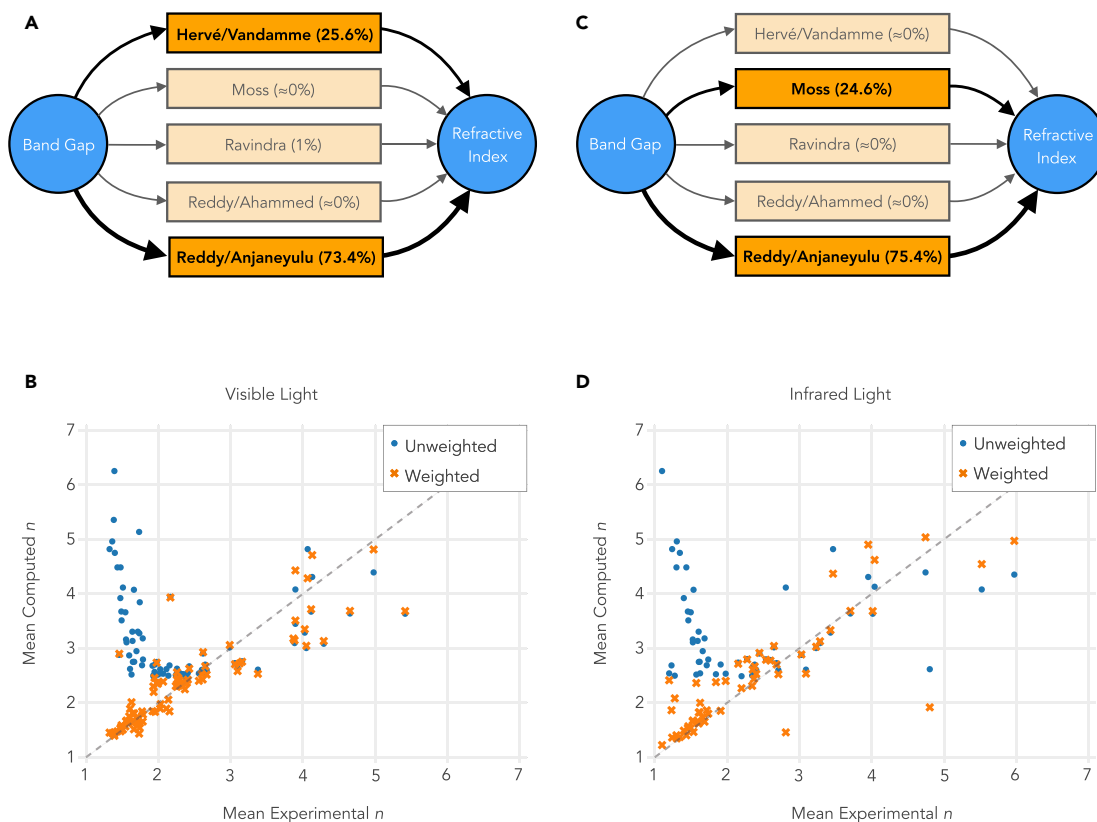 A
Hervé/Vandamme (25.6%)
Moss (≈0%)
Band Gap
Ravindra (1%)
Refractive
Index
Reddy/Ahammed (≈0%)
Reddy/Anjaneyulu (73.4%)
C
Hervé/Vandamme (≈0%)
Moss (24.6%)
Band Gap
Ravindra (≈0%)
Refractive
Index
Reddy/Ahammed (≈0%)
Reddy/Anjaneyulu (75.4%)
B
Visible Light
Unweighted
Weighted
Mean Computed n
7
6
5
4
3
2
1
1 2 3 4 5 6 7
Mean Experimental n
D
Infrared Light
Unweighted
Weighted
Mean Computed n
7
6
5
4
3
2
1
1 2 3 4 5 6 7
Mean Experimental n